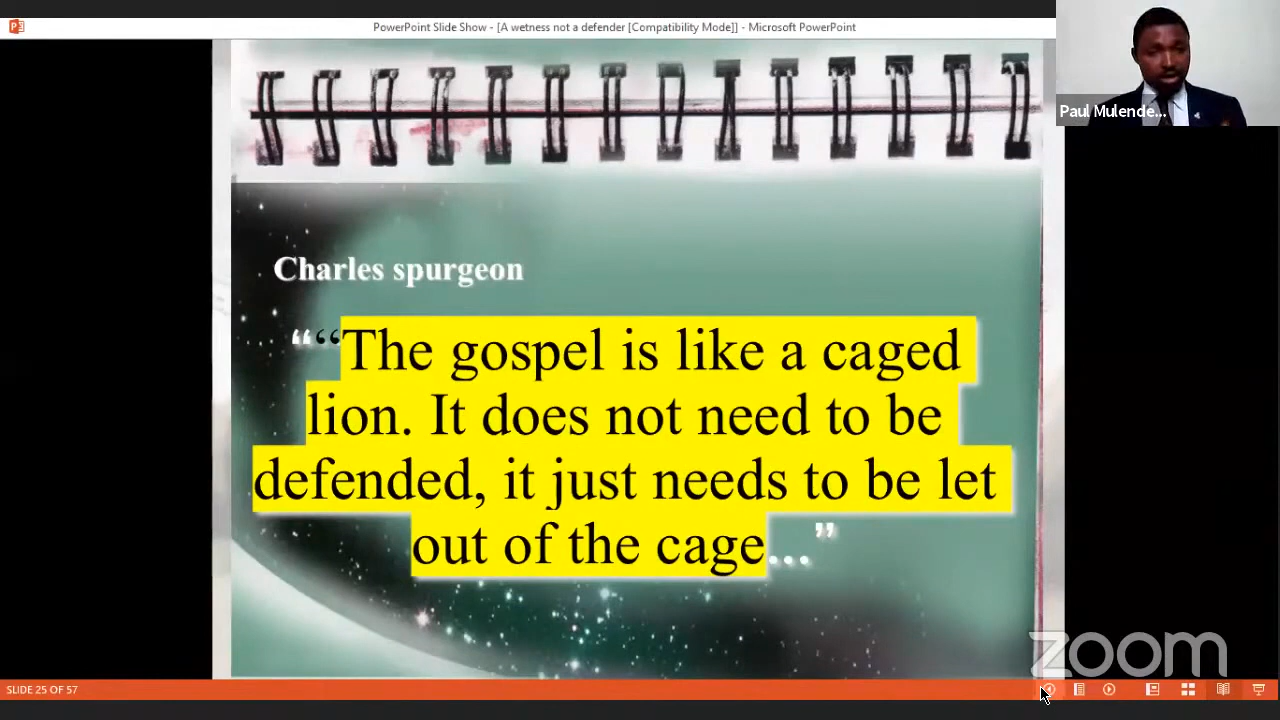 PowerPoint Slide Show - [A wetness not a defender [Compatibility Mode]] - Microsoft PowerPoint
Paul Mulende...
Charles spurgeon
““The gospel is like a caged
lion. It does not need to be
defended, it just needs to be let
out of the cage...”
zoom
SLIDE 25 OF 57